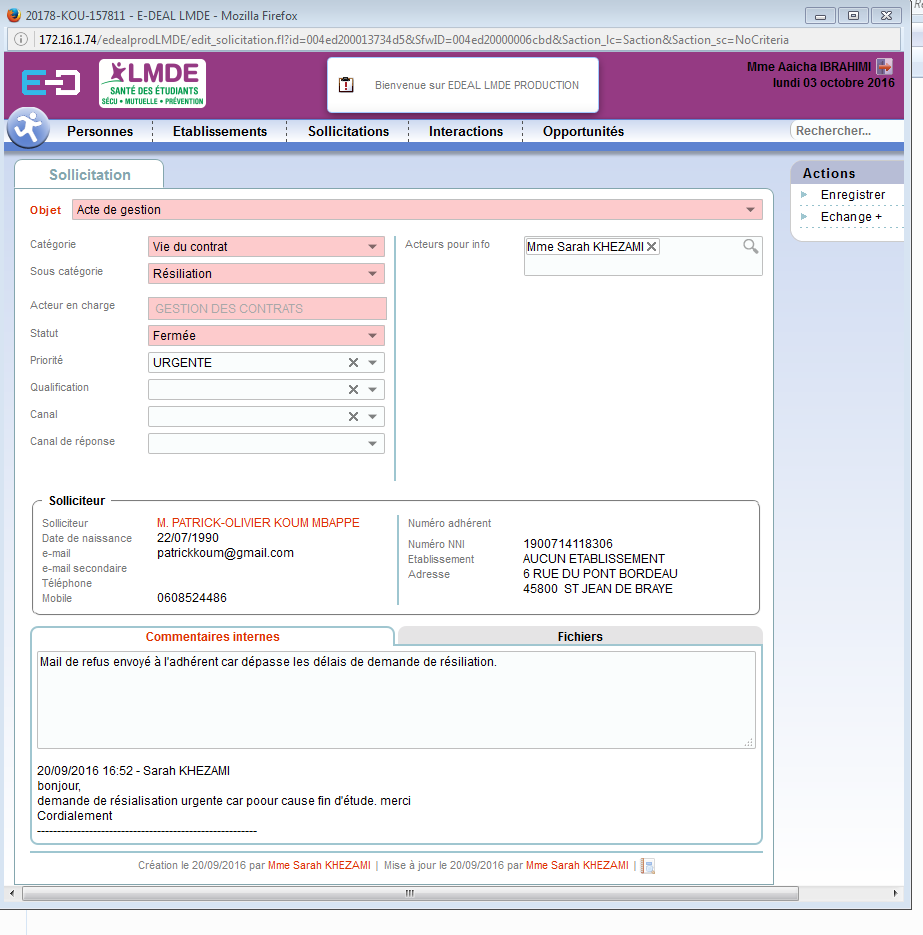 20178-KOU-157811 - E-DEAL LMDE - Mozilla Firefox
172.16.1.74/edealprodLMDE/edit_solicitation.fl?id=004ed200013734d5&SfwID=004ed20000006cbd&Saction_lc=Saction&Saction_sc=NoCriteria
LMDE
SANTÉ DES ÉTUDIANTS
SÉCU • MUTUELLE • PRÉVENTION
Bienvenue sur EDEAL LMDE PRODUCTION
Mme Aaicha IBRAHIMI
lundi 03 octobre 2016
Personnes
Etablissements
Sollicitations
Interactions
Opportunités
Rechercher...
Sollicitation
Actions
Enregistrer
Echange +
Objet Acte de gestion
Catégorie Vie du contrat
Sous catégorie Résiliation
Acteur en charge GESTION DES CONTRATS
Statut Fermée
Priorité URGENTE
Qualification
Canal
Canal de réponse
Acteurs pour info Mme Sarah KHEZAMI
Solliciteur
Solliciteur M. PATRICK-OLIVIER KOUM MBAPPE
Date de naissance 22/07/1990
e-mail patrickkoum@gmail.com
e-mail secondaire
Téléphone
Mobile 0608524486
Numéro adhérent
Numéro NNI 1900714118306
Etablissement AUCUN ETABLISSEMENT
Adresse 6 RUE DU PONT BORDEAU
45800 ST JEAN DE BRAYE
Commentaires internes
Fichiers
Mail de refus envoyé à l'adhérent car dépasse les délais de demande de résiliation.
20/09/2016 16:52 - Sarah KHEZAMI
bonjour,
demande de résialisation urgente car poour cause fin d'étude. merci
Cordialement
-------------------------------------------------------
Création le 20/09/2016 par Mme Sarah KHEZAMI | Mise à jour le 20/09/2016 par Mme Sarah KHEZAMI |